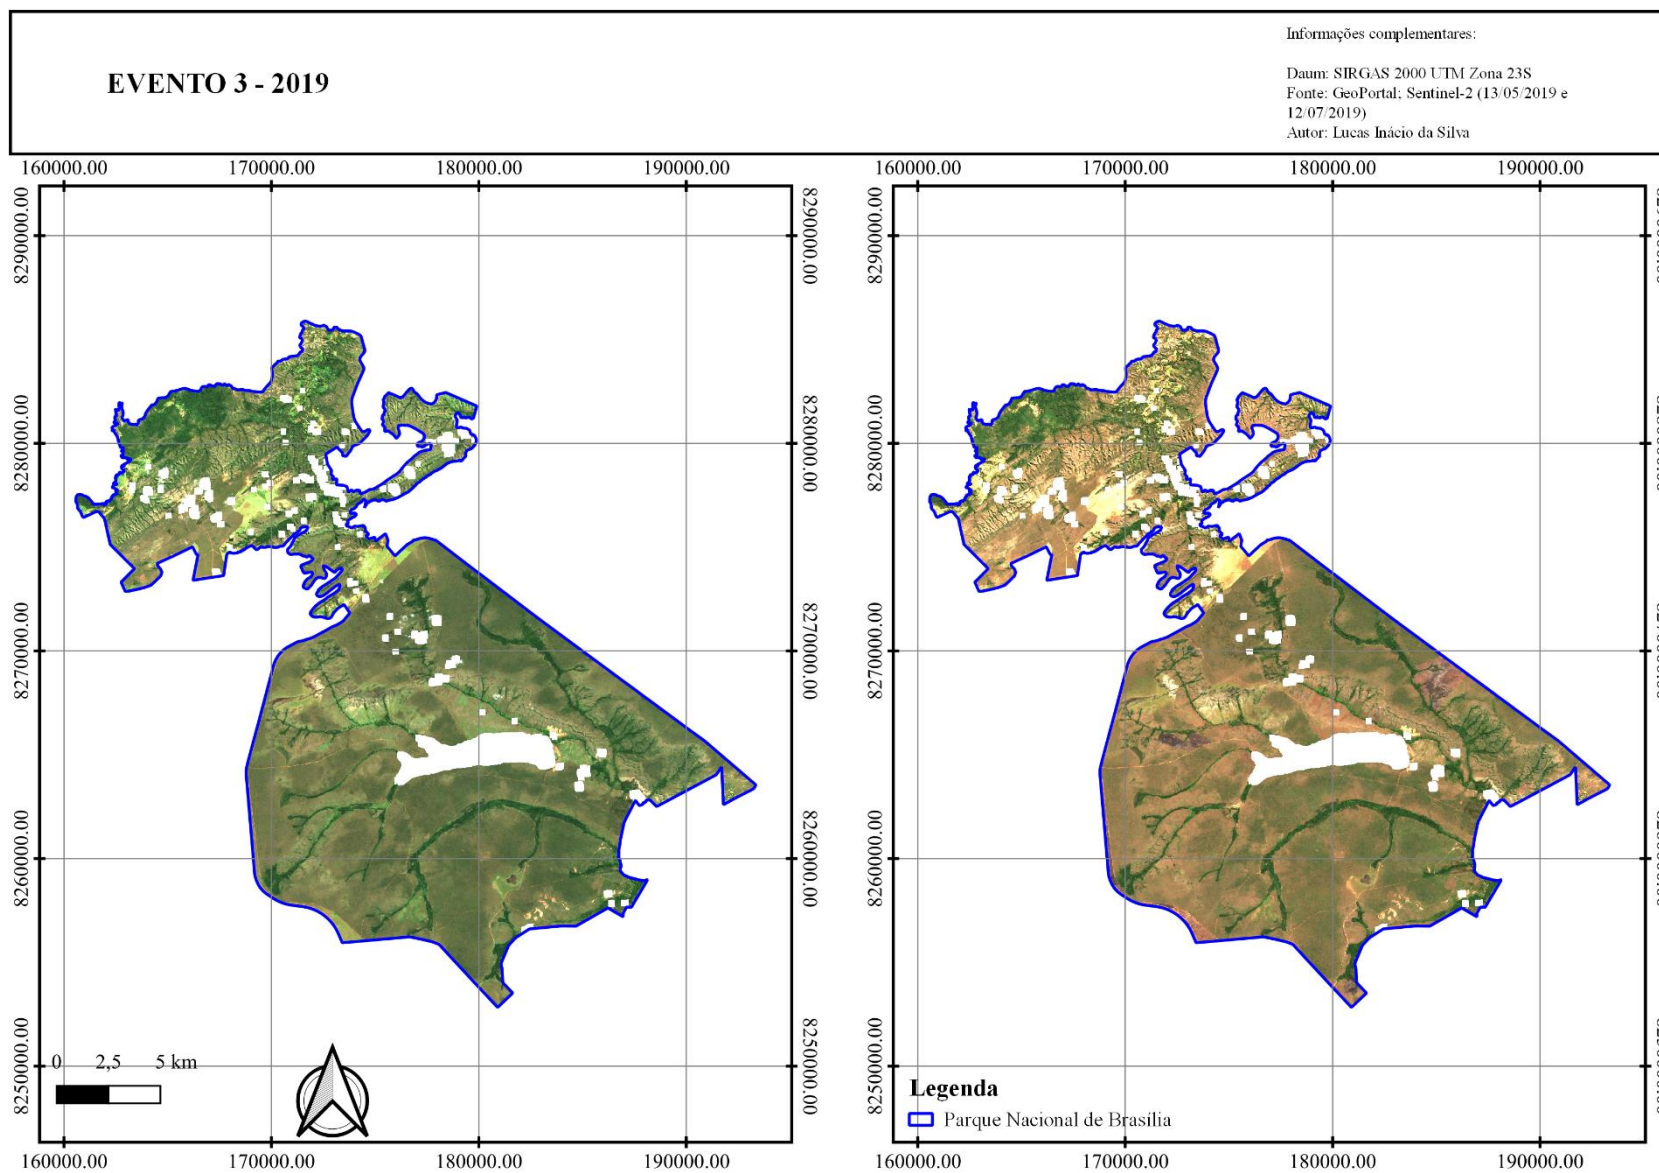 EVENTO 3 - 2019
Informações complementares:
Daum: SIRGAS 2000 UTM Zona 23S
Fonte: GeoPortal; Sentinel-2 (13/05/2019 e
12/07/2019)
Autor: Lucas Inácio da Silva
160000.00 170000.00 180000.00 190000.00
160000.00 170000.00 180000.00 190000.00
8290000.00
8280000.00
8270000.00
8260000.00
8250000.00
8290000.00
8280000.00
8270000.00
8260000.00
8250000.00
8290000.00
8280000.00
8270000.00
8260000.00
8250000.00
0 2,5 5 km
Legenda
Parque Nacional de Brasília
160000.00 170000.00 180000.00 190000.00
160000.00 170000.00 180000.00 190000.00